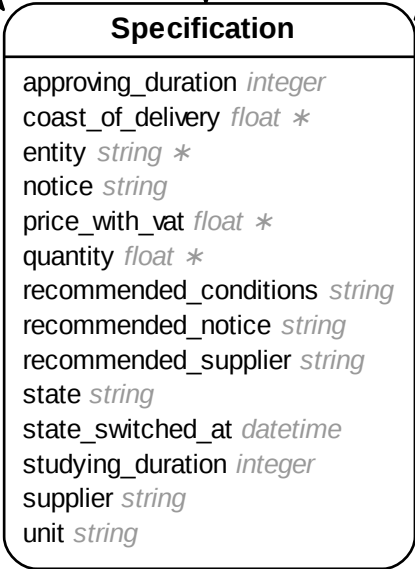 Specification
approving_duration integer
coast_of_delivery float ∗
entity string ∗
notice string
price_with_vat float ∗
quantity float ∗
recommended_conditions string
recommended_notice string
recommended_supplier string
state string
state_switched_at datetime
studying_duration integer
supplier string
unit string